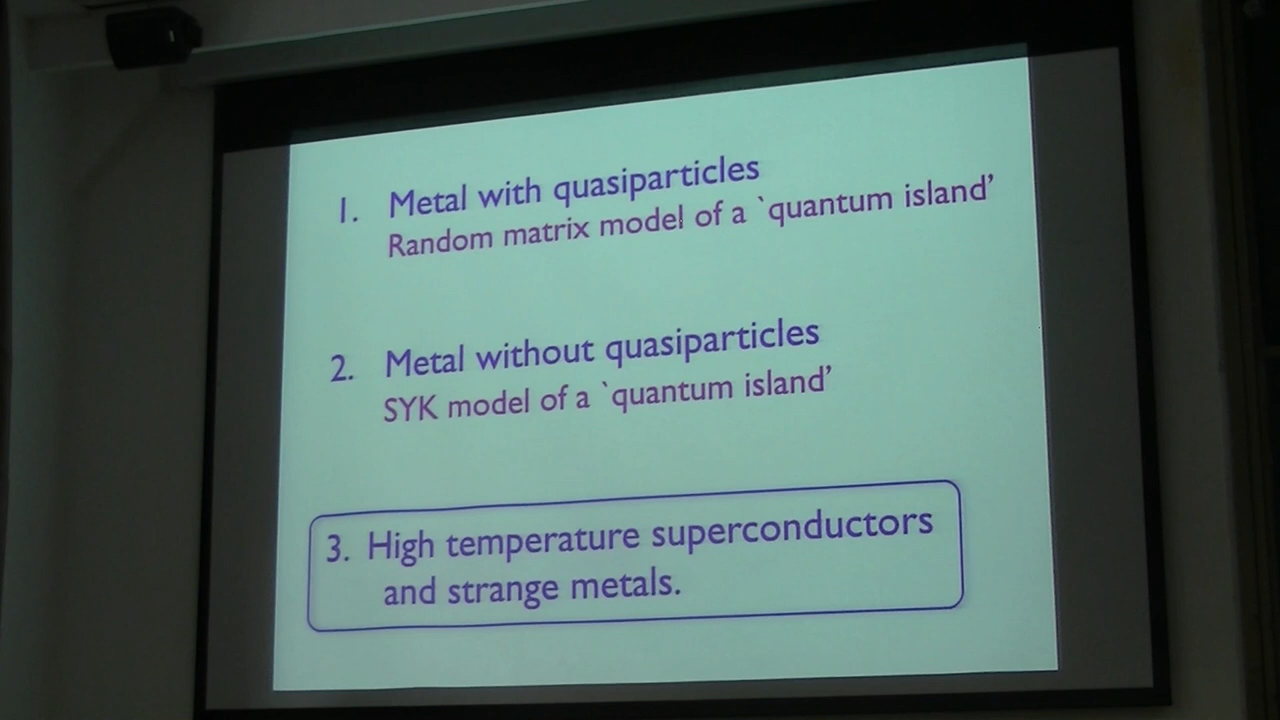 1. Metal with quasiparticles
Random matrix model of a `quantum island'
2. Metal without quasiparticles
SYK model of a `quantum island'
3. High temperature superconductors
and strange metals.